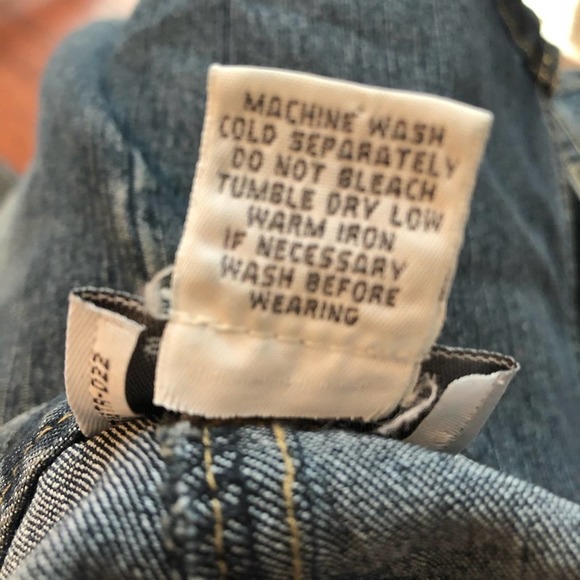 MACHINE WASH
COLD SEPARATELY
DO NOT BLEACH
TUMBLE DRY LOW
WARM IRON
IF NECESSARY
WASH BEFORE
WEARING